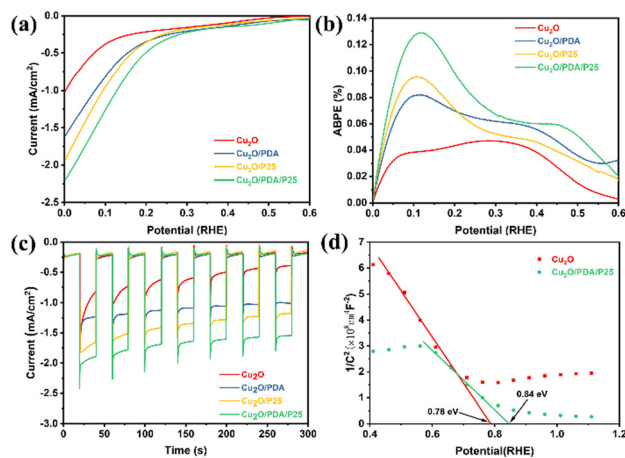 (a)
0.0
-0.5
-1.0
-1.5
-2.0
-2.5
Current (mA/cm²)
0.0 0.1 0.2 0.3 0.4 0.5 0.6
Potential (RHE)
Cu₂O
Cu₂O/PDA
Cu₂O/P25
Cu₂O/PDA/P25
(b)
0.14
0.12
0.10
0.08
0.06
0.04
0.02
0.00
ABPE (%)
0.0 0.1 0.2 0.3 0.4 0.5 0.6
Potential (RHE)
Cu₂O
Cu₂O/PDA
Cu₂O/P25
Cu₂O/PDA/P25
(c)
0.0
-0.5
-1.0
-1.5
-2.0
-2.5
-3.0
Current (mA/cm²)
0 50 100 150 200 250 300
Time (s)
Cu₂O
Cu₂O/PDA
Cu₂O/P25
Cu₂O/PDA/P25
(d)
7
6
5
4
3
2
1
0
1/C² (×10⁸cm⁴F⁻²)
0.4 0.6 0.8 1.0 1.2
Potential(RHE)
Cu₂O
Cu₂O/PDA/P25
0.78 eV
0.84 eV